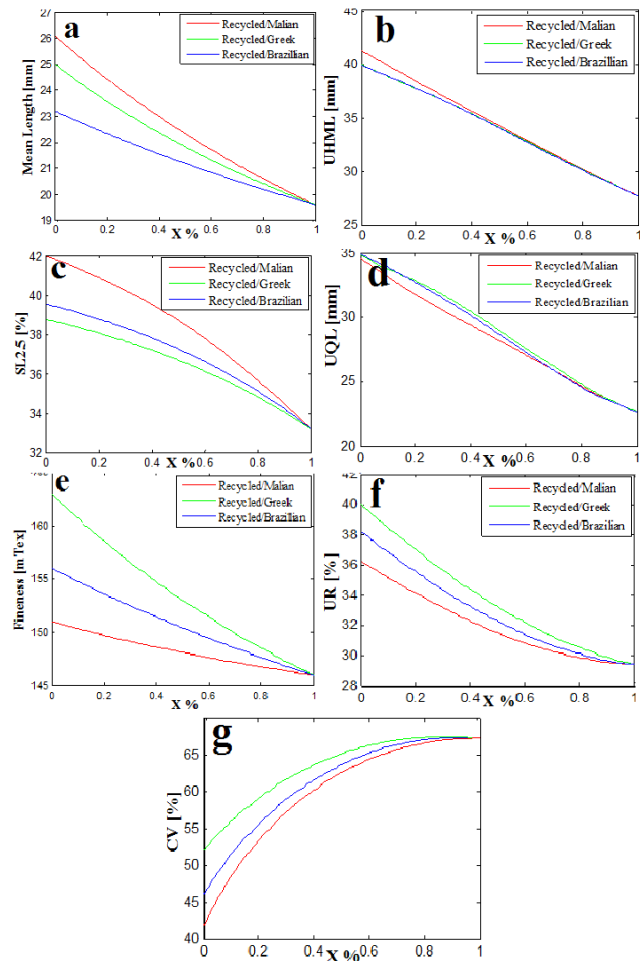 a
Mean Length [mm]
27
26
25
24
23
22
21
20
19
0
0.2
0.4
0.6
0.8
1
X %
Recycled/Malian
Recycled/Greek
Recycled/Brazillian
b
UHML [mm]
40
35
30
25
0
0.2
0.4
0.6
0.8
1
X %
Recycled/Malian
Recycled/Greek
Recycled/Brazillian
c
SL2.5 [%]
42
40
38
36
34
32
0
0.2
0.4
0.6
0.8
1
X %
Recycled/Malian
Recycled/Greek
Recycled/Brazilian
d
UQL [mm]
35
30
25
20
0
0.2
0.4
0.6
0.8
1
X %
Recycled/Malian
Recycled/Greek
Recycled/Brazilian
e
Fineness [m Tex]
160
155
150
145
0
0.2
0.4
0.6
0.8
1
X %
Recycled/Malian
Recycled/Greek
Recycled/Brazillian
f
UR [%]
42
40
38
36
34
32
30
28
0
0.2
0.4
0.6
0.8
1
X %
Recycled/Malian
Recycled/Greek
Recycled/Brazilian
g
CV [%]
65
60
55
50
45
40
0
0.2
0.4
0.6
0.8
1
X %